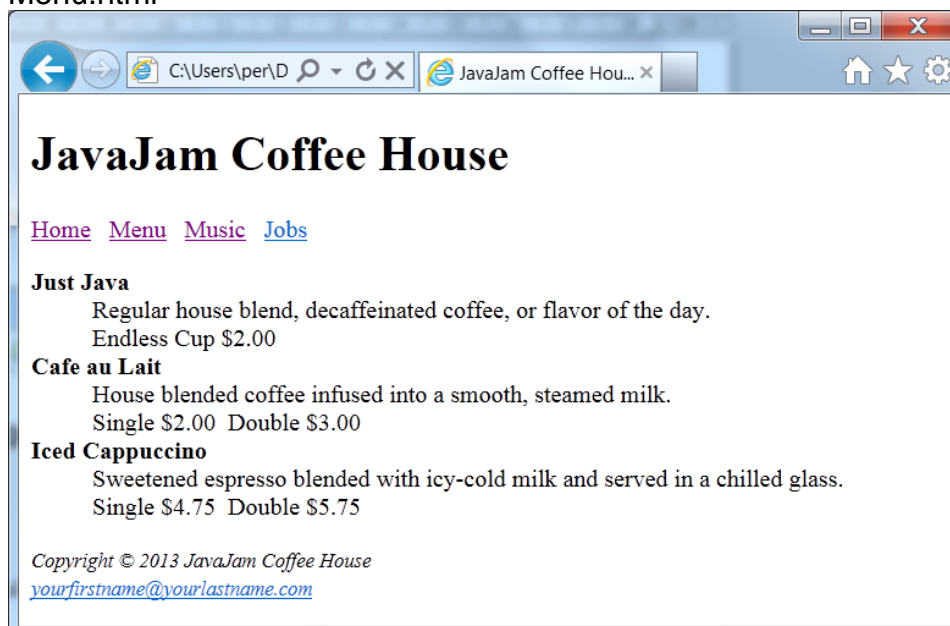 Menu.html
C:\Users\per\D
JavaJam Coffee Hou...
JavaJam Coffee House
Home Menu Music Jobs
Just Java
Regular house blend, decaffeinated coffee, or flavor of the day.
Endless Cup $2.00
Cafe au Lait
House blended coffee infused into a smooth, steamed milk.
Single $2.00 Double $3.00
Iced Cappuccino
Sweetened espresso blended with icy-cold milk and served in a chilled glass.
Single $4.75 Double $5.75
Copyright © 2013 JavaJam Coffee House
yourfirstname@yourlastname.com